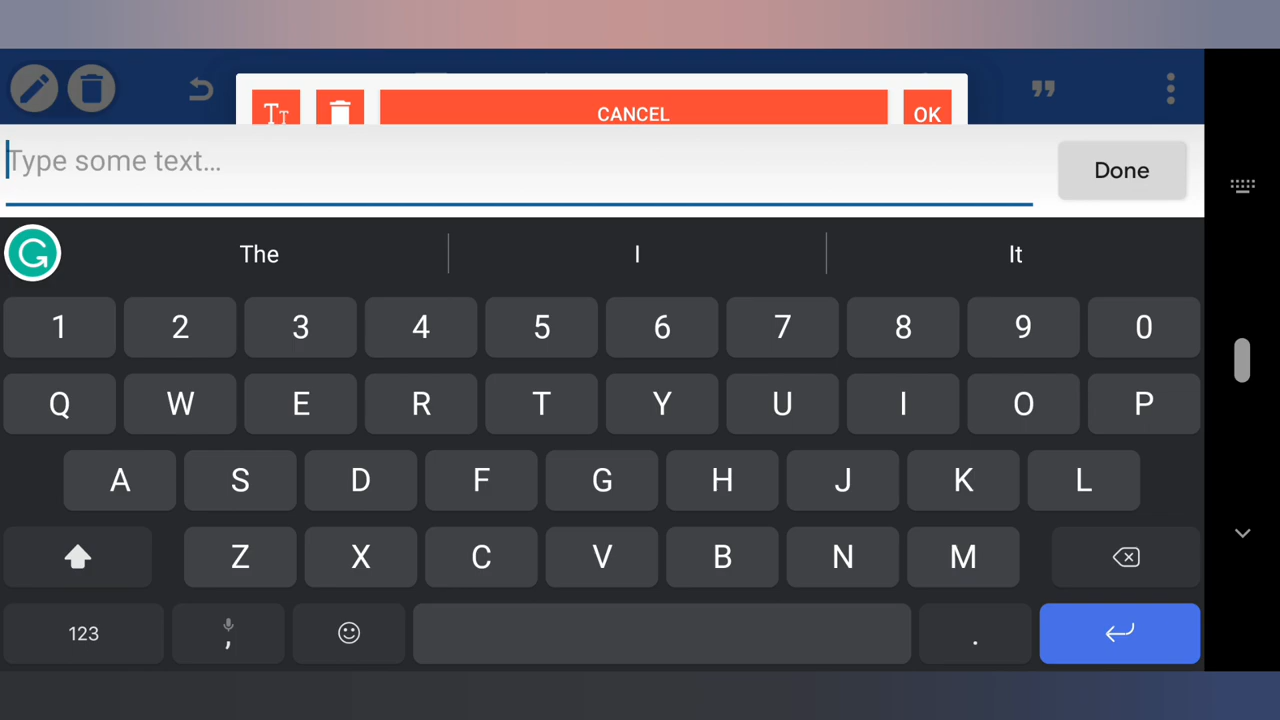 TT
CANCEL
OK
Type some text...
Done
The
I
It
1 2 3 4 5 6 7 8 9 0
Q W E R T Y U I O P
A S D F G H J K L
Z X C V B N M
123 , .